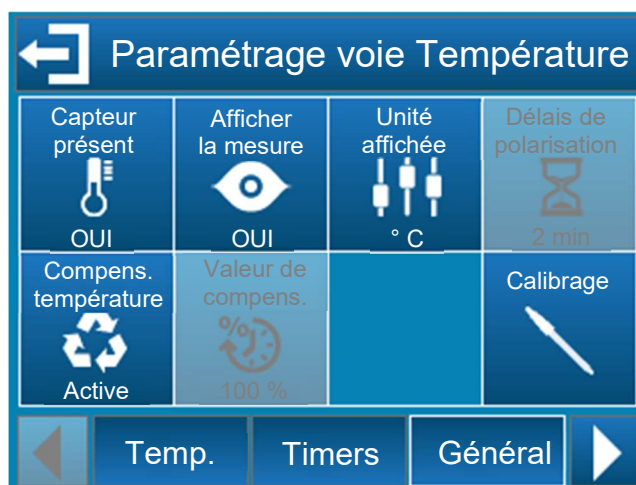 Paramétrage voie Température
Capteur
présent
OUI
Afficher
la mesure
OUI
Unité
affichée
° C
Délais de
polarisation
2 min
Compens.
température
Active
Valeur de
compens.
%
100 %
Calibrage
Temp.
Timers
Général